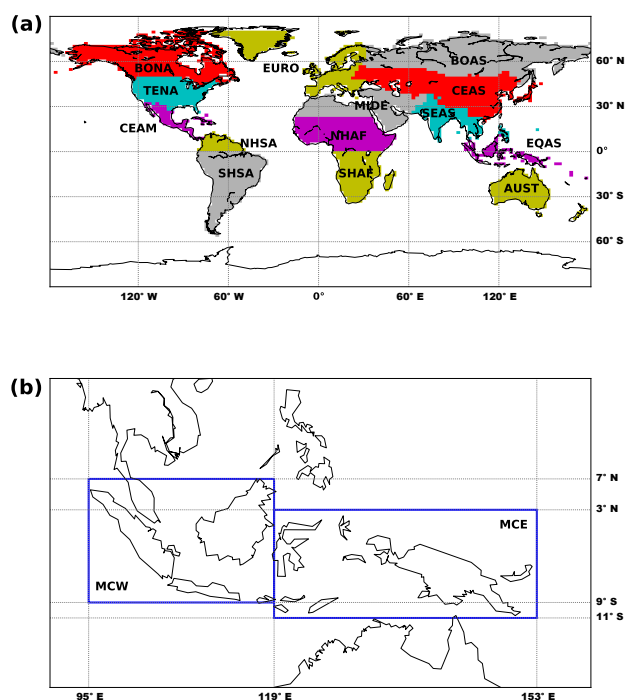 (a)
60° N
30° N
0°
30° S
60° S
BONA
TENA
CEAM
NHSA
SHSA
EURO
MIDE
NHAF
SHAF
BOAS
CEAS
SEAS
EQAS
AUST
120° W
60° W
0°
60° E
120° E
(b)
7° N
3° N
MCE
MCW
9° S
11° S
95° E
119° E
153° E